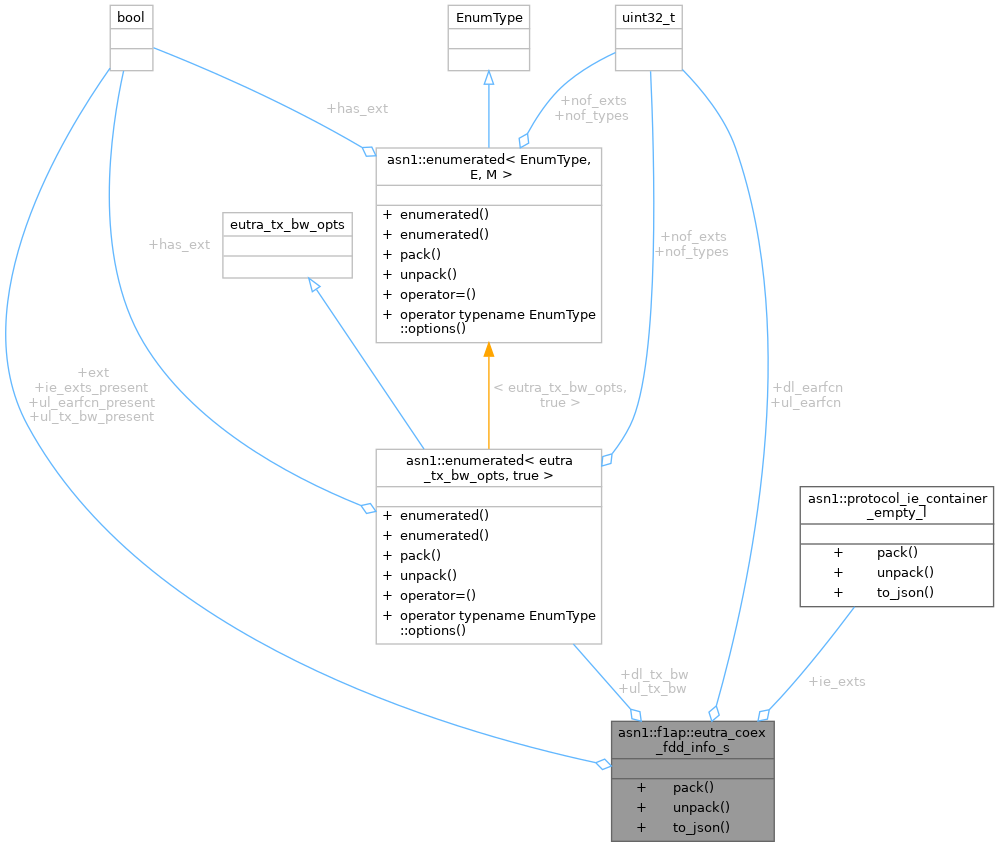 bool
EnumType
uint32_t
+has_ext
+nof_exts
+nof_types
asn1::enumerated< EnumType,
E, M >
+ enumerated()
+ enumerated()
+ pack()
+ unpack()
+ operator=()
+ operator typename EnumType
::options()
eutra_tx_bw_opts
+has_ext
+nof_exts
+nof_types
+ext
+ie_exts_present
+ul_earfcn_present
+ul_tx_bw_present
< eutra_tx_bw_opts,
true >
+dl_earfcn
+ul_earfcn
asn1::enumerated< eutra
_tx_bw_opts, true >
+ enumerated()
+ enumerated()
+ pack()
+ unpack()
+ operator=()
+ operator typename EnumType
::options()
asn1::protocol_ie_container
_empty_l
+ pack()
+ unpack()
+ to_json()
+dl_tx_bw
+ul_tx_bw
+ie_exts
asn1::f1ap::eutra_coex
_fdd_info_s
+ pack()
+ unpack()
+ to_json()